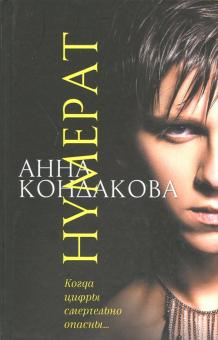 НУМЕРАТ
АННА
КОНДАКОВА
Когда
цифры
смертельно
опасны...